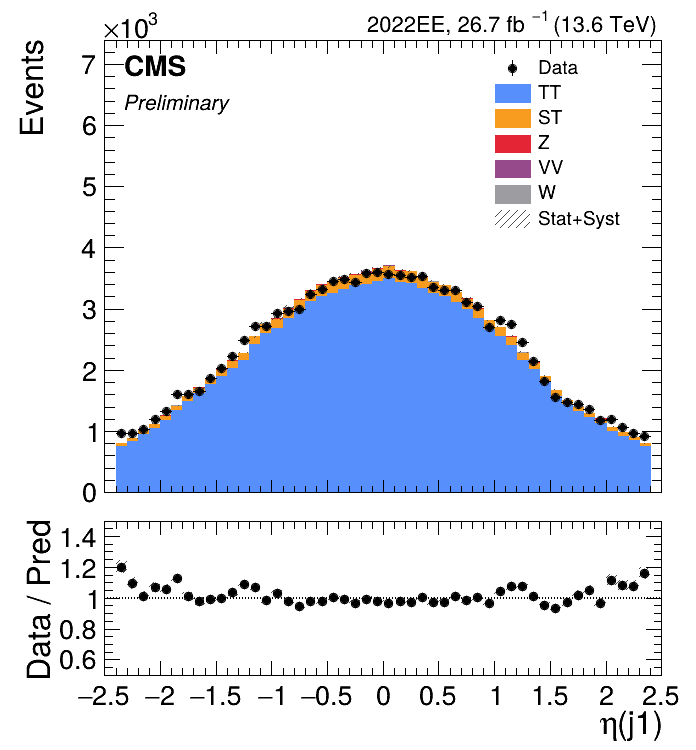 ×10³
2022EE, 26.7 fb ⁻¹ (13.6 TeV)
Events
7
6
5
4
3
2
1
0
CMS
Preliminary
Data
TT
ST
Z
VV
W
Stat+Syst
Data / Pred
1.4
1.2
1
0.8
0.6
−2.5 −2 −1.5 −1 −0.5 0 0.5 1 1.5 2 2.5
η(j1)